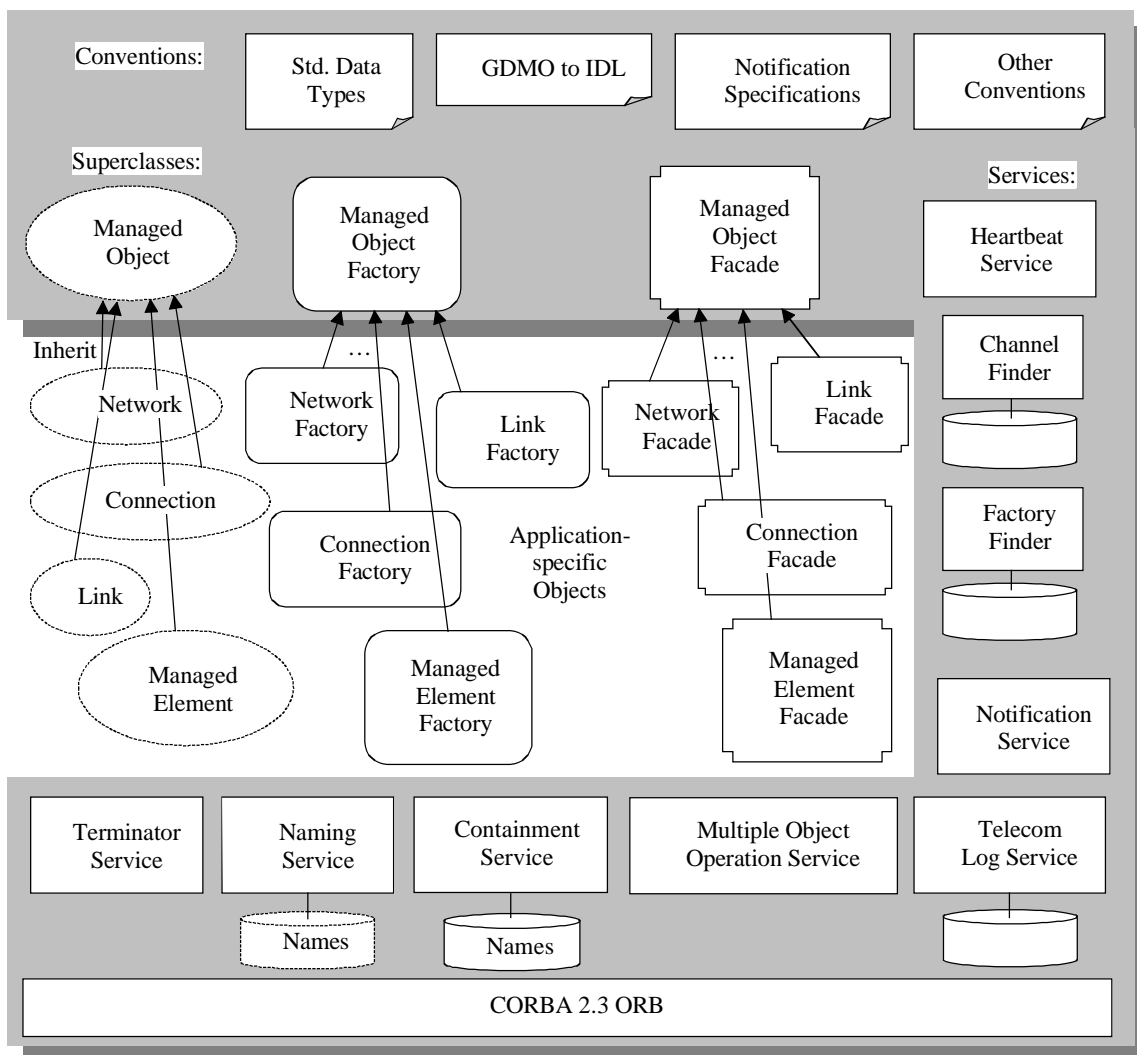 Conventions:
Std. Data
Types
GDMO to IDL
Notification
Specifications
Other
Conventions
Superclasses:
Services:
Managed
Object
Managed
Object
Factory
Managed
Object
Facade
Heartbeat
Service
Inherit
…
…
Channel
Finder
Network
Network
Factory
Link
Factory
Network
Facade
Link
Facade
Connection
Connection
Factory
Application-
specific
Objects
Connection
Facade
Factory
Finder
Link
Managed
Element
Managed
Element
Factory
Managed
Element
Facade
Notification
Service
Terminator
Service
Naming
Service
Containment
Service
Multiple Object
Operation Service
Telecom
Log Service
Names
Names
CORBA 2.3 ORB